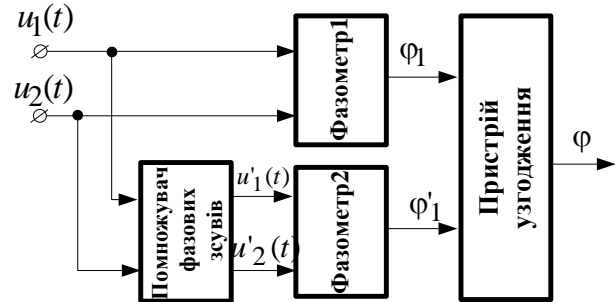 u₁(t)
u₂(t)
Фазометр1
φ₁
Пристрій
узгодження
φ
Помножувач
фазових
зсувів
u'₁(t)
u'₂(t)
Фазометр2
φ'₁